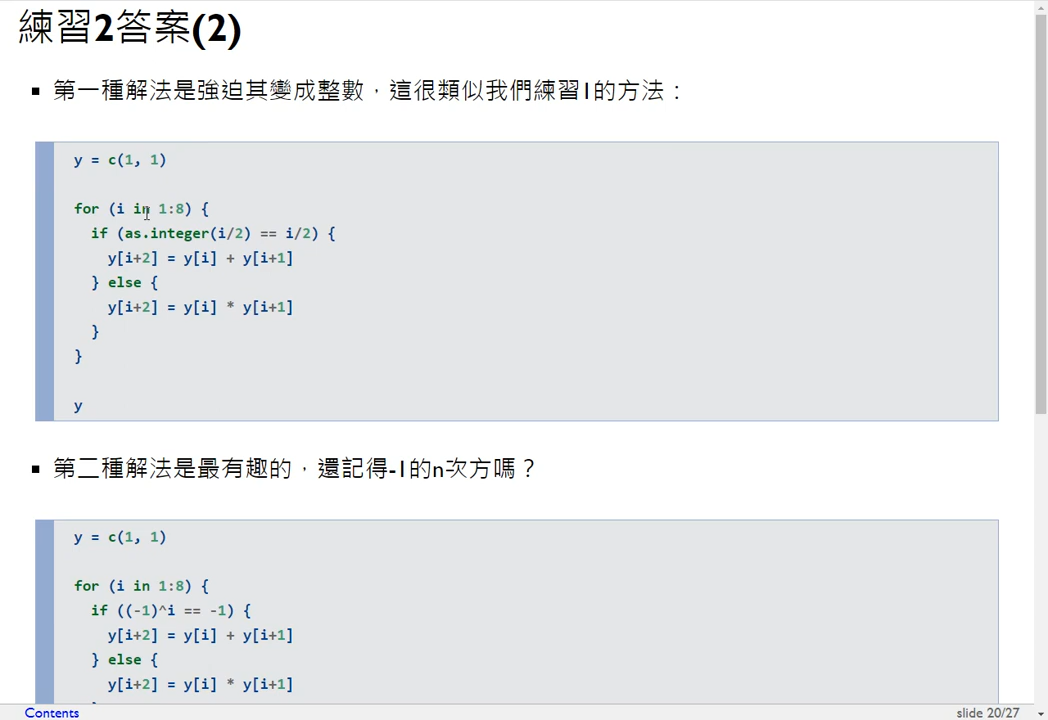 練習2答案(2)
▪ 第一種解法是強迫其變成整數，這很類似我們練習1的方法：
y = c(1, 1)
for (i in 1:8) {
  if (as.integer(i/2) == i/2) {
    y[i+2] = y[i] + y[i+1]
  } else {
    y[i+2] = y[i] * y[i+1]
  }
}
y
▪ 第二種解法是最有趣的，還記得-1的n次方嗎？
y = c(1, 1)
for (i in 1:8) {
  if ((-1)^i == -1) {
    y[i+2] = y[i] + y[i+1]
  } else {
    y[i+2] = y[i] * y[i+1]
Contents
slide 20/27